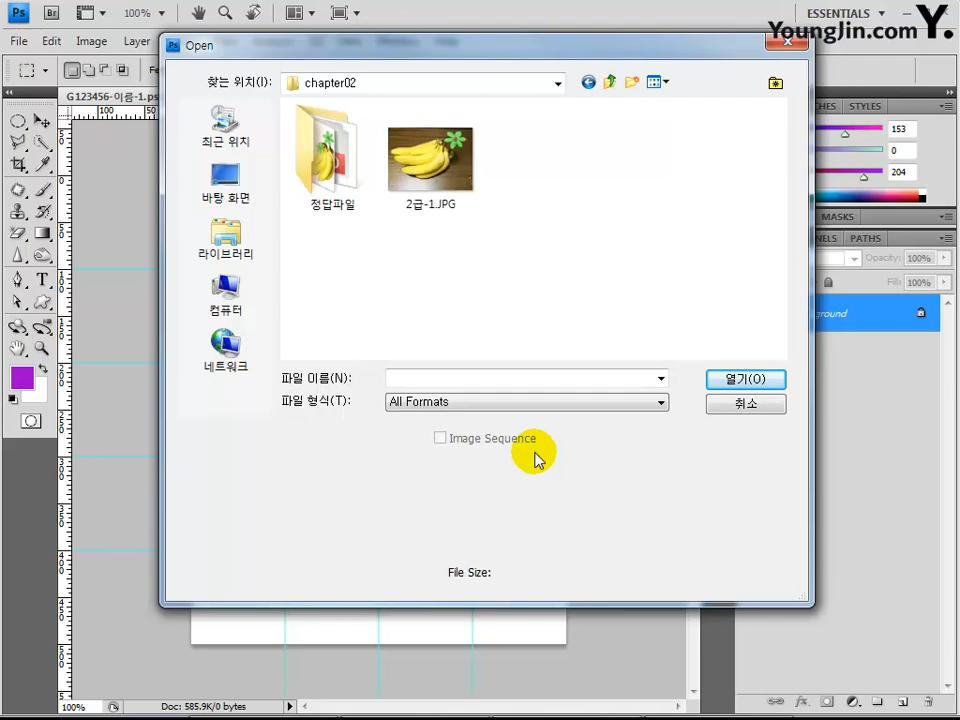 Ps Br 100% ESSENTIALS
YoungJin.com Y.
File Edit Image Layer
Ps Open
찾는 위치(I): chapter02
G123456-이름-1.ps
STYLES
최근 위치
바탕 화면
라이브러리
컴퓨터
네트워크
정답파일
2급-1.JPG
153
0
204
MASKS
PATHS
Opacity: 100%
Fill: 100%
파일 이름(N):
열기(O)
파일 형식(T): All Formats
취소
Image Sequence
File Size:
100% Doc: 585.9K/0 bytes